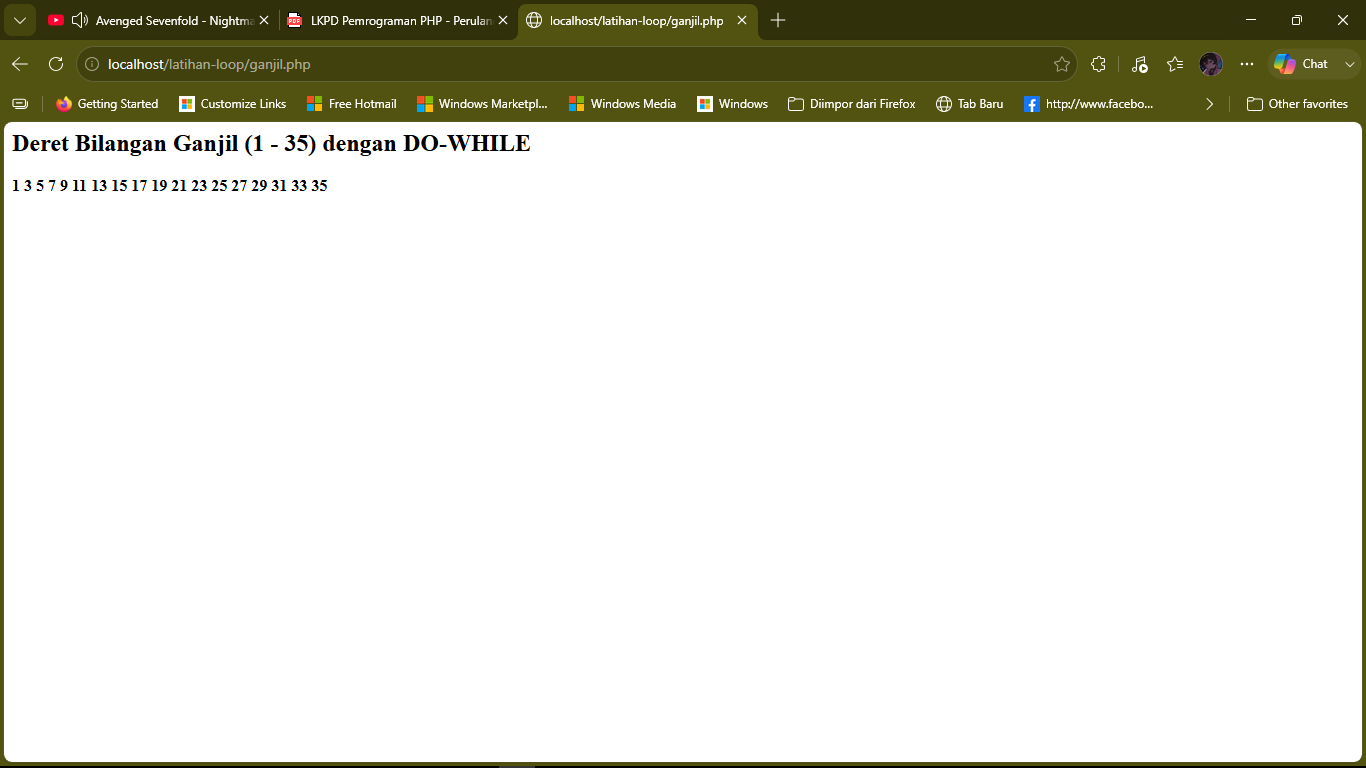 Avenged Sevenfold - Nightma
LKPD Pemrograman PHP - Perulan
localhost/latihan-loop/ganjil.php
localhost/latihan-loop/ganjil.php
Chat
Getting Started
Customize Links
Free Hotmail
Windows Marketpl...
Windows Media
Windows
Diimpor dari Firefox
Tab Baru
http://www.facebo...
Other favorites
Deret Bilangan Ganjil (1 - 35) dengan DO-WHILE
1 3 5 7 9 11 13 15 17 19 21 23 25 27 29 31 33 35